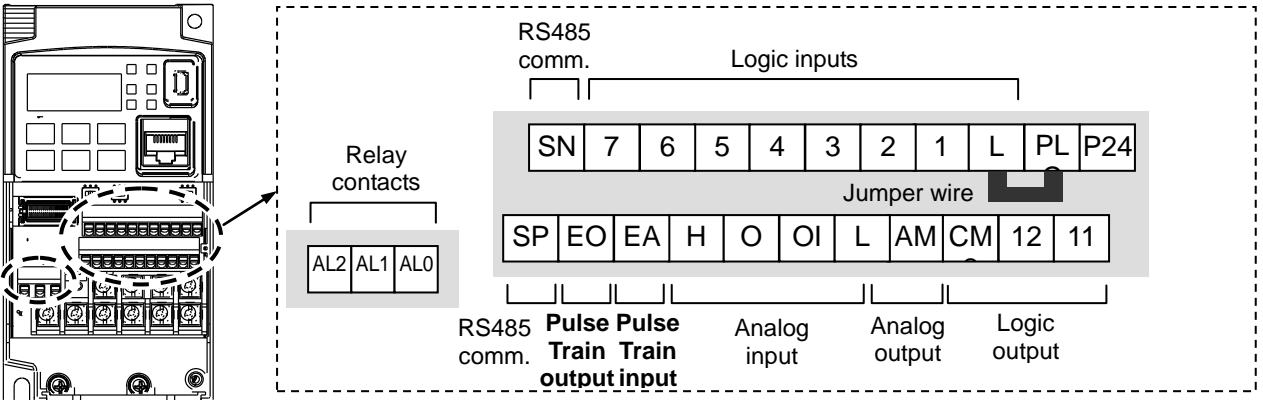 RS485
comm.
Logic inputs
SN 7 6 5 4 3 2 1 L PL P24
Jumper wire
Relay
contacts
AL2 AL1 AL0
SP EO EA H O OI L AM CM 12 11
RS485
comm.
Pulse
Train
output
Pulse
Train
input
Analog
input
Analog
output
Logic
output